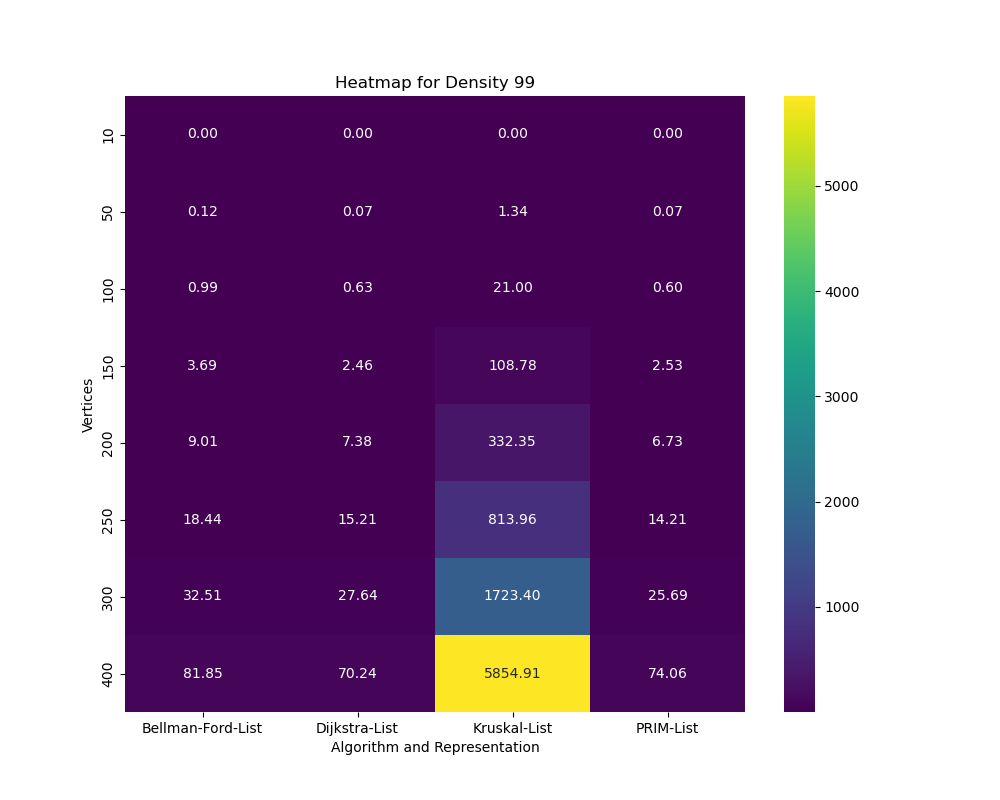 Heatmap for Density 99
10 0.00 0.00 0.00 0.00
50 0.12 0.07 1.34 0.07
100 0.99 0.63 21.00 0.60
150 3.69 2.46 108.78 2.53
200 9.01 7.38 332.35 6.73
250 18.44 15.21 813.96 14.21
300 32.51 27.64 1723.40 25.69
400 81.85 70.24 5854.91 74.06
Vertices
Bellman-Ford-List Dijkstra-List Kruskal-List PRIM-List
Algorithm and Representation
5000
4000
3000
2000
1000